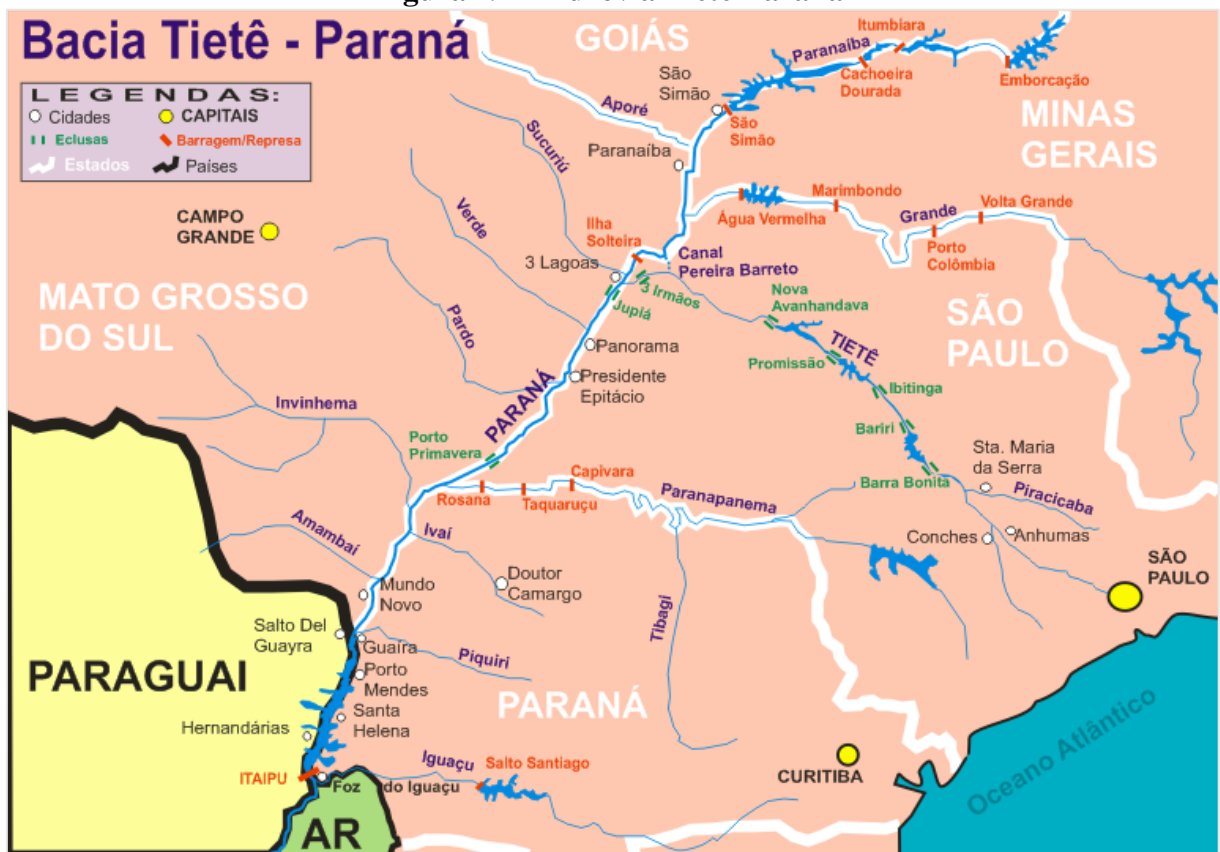 Bacia Tietê - Paraná
LEGENDAS:
Cidades
CAPITAIS
Eclusas
Barragem/Represa
Estados
Países
GOIÁS
Itumbiara
Paranaíba
São
Simão
Cachoeira
Dourada
Emborcação
Aporé
São
Simão
MINAS
GERAIS
Sucuriú
Paranaíba
Marimbondo
Volta Grande
Verde
Ilha
Solteira
Água Vermelha
Grande
CAMPO
GRANDE
Porto
Colômbia
3 Lagoas
Canal
Pereira Barreto
3 Irmãos
Jupiá
Nova
Avanhandava
MATO GROSSO
DO SUL
SÃO
PAULO
Pardo
Panorama
TIETÊ
Promissão
Presidente
Epitácio
Ibitinga
Invinhema
PARANÁ
Bariri
Porto
Primavera
Sta. Maria
da Serra
Capivara
Barra Bonita
Rosana
Taquaruçu
Paranapanema
Piracicaba
Amambaí
Ivaí
Conches
Anhumas
SÃO
PAULO
Mundo
Novo
Doutor
Camargo
Tibagi
Salto Del
Guayra
Guaíra
Piquiri
PARAGUAI
Porto
Mendes
PARANÁ
Santa
Helena
Hernandárias
Oceano Atlântico
Iguaçu
Salto Santiago
ITAIPU
Foz do Iguaçu
CURITIBA
AR